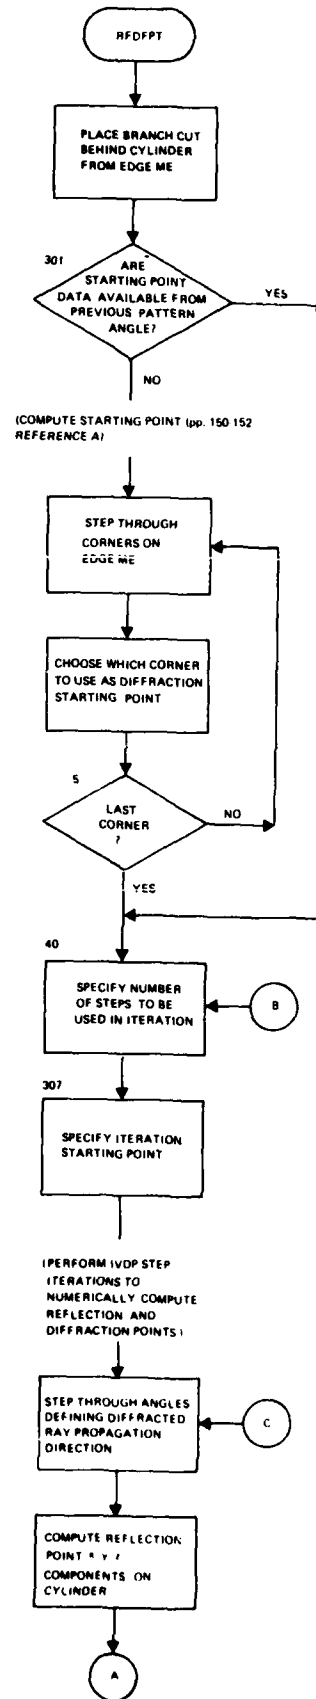 RFDFPT
PLACE BRANCH CUT
BEHIND CYLINDER
FROM EDGE ME
301
ARE
STARTING POINT
DATA AVAILABLE FROM
PREVIOUS PATTERN
ANGLE?
YES
NO
(COMPUTE STARTING POINT (pp. 150-152
REFERENCE A)
STEP THROUGH
CORNERS ON
EDGE ME
CHOOSE WHICH CORNER
TO USE AS DIFFRACTION
STARTING POINT
5
LAST
CORNER
?
NO
YES
40
SPECIFY NUMBER
OF STEPS TO BE
USED IN ITERATION
B
307
SPECIFY ITERATION
STARTING POINT
(PERFORM IVDP STEP
ITERATIONS TO
NUMERICALLY COMPUTE
REFLECTION AND
DIFFRACTION POINTS)
STEP THROUGH ANGLES
DEFINING DIFFRACTED
RAY PROPAGATION
DIRECTION
C
COMPUTE REFLECTION
POINT
COMPONENTS ON
CYLINDER
A